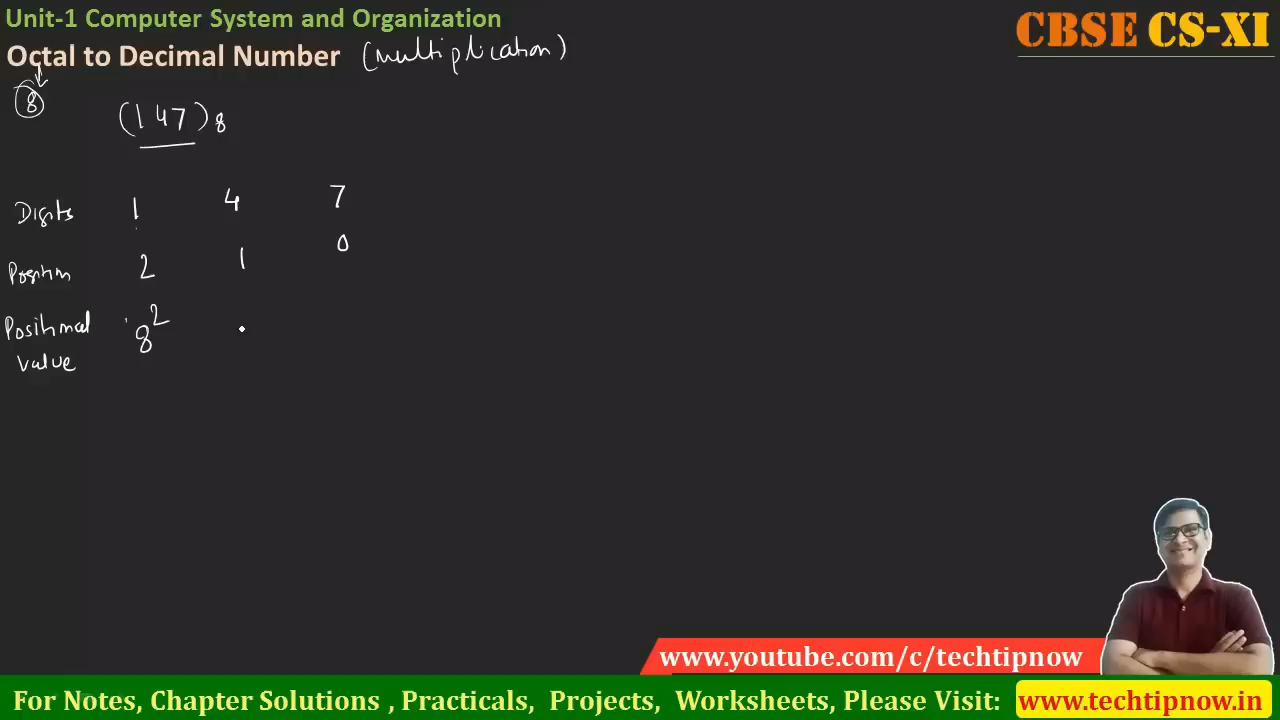 Unit-1 Computer System and Organization
CBSE CS-XI
Octal to Decimal Number (multiplication)
8
(147)8
Digits 1 4 7
Position 2 1 0
Positional 8²
value
www.youtube.com/c/techtipnow
For Notes, Chapter Solutions , Practicals, Projects, Worksheets, Please Visit: www.techtipnow.in